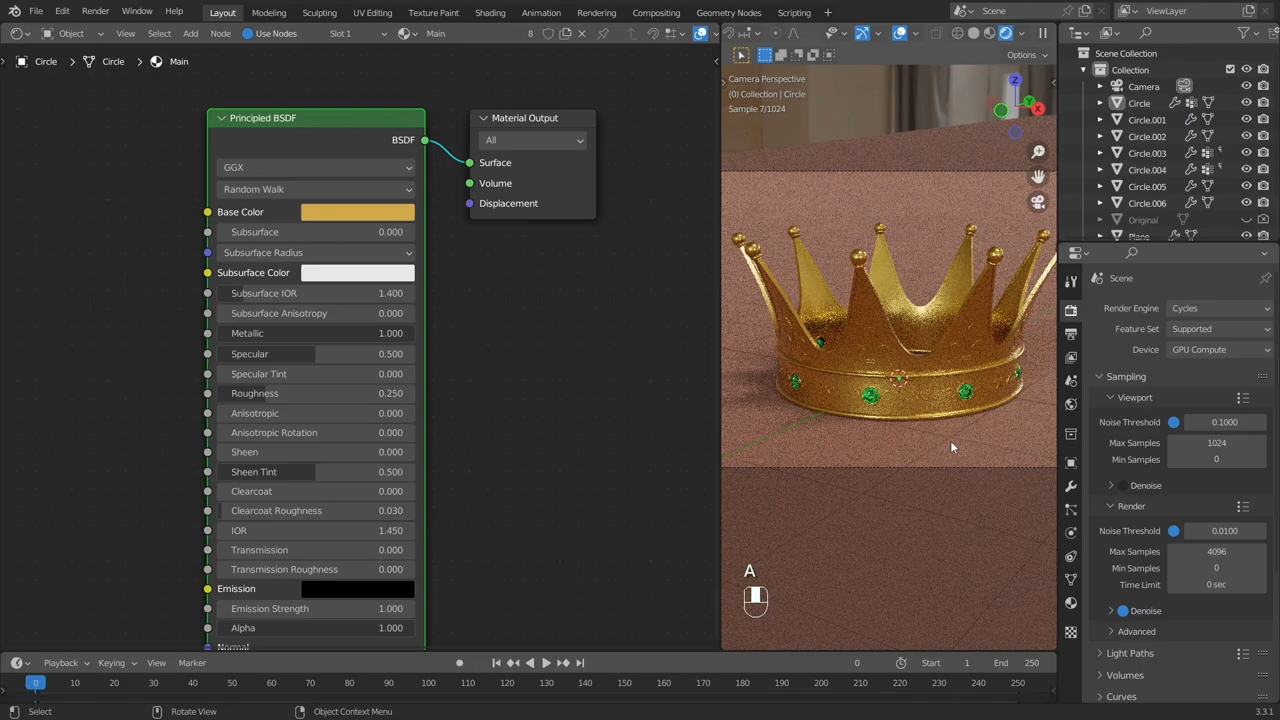 File Edit Render Window Help Layout Modeling Sculpting UV Editing Texture Paint Shading Animation Rendering Compositing Geometry Nodes Scripting + Scene ViewLayer
Object View Select Add Node Use Nodes Slot 1 Main 8
Options
Circle > Circle > Main
Principled BSDF
BSDF
GGX
Random Walk
Base Color
Subsurface 0.000
Subsurface Radius
Subsurface Color
Subsurface IOR 1.400
Subsurface Anisotropy 0.000
Metallic 1.000
Specular 0.500
Specular Tint 0.000
Roughness 0.250
Anisotropic 0.000
Anisotropic Rotation 0.000
Sheen 0.000
Sheen Tint 0.500
Clearcoat 0.000
Clearcoat Roughness 0.030
IOR 1.450
Transmission 0.000
Transmission Roughness 0.000
Emission
Emission Strength 1.000
Alpha 1.000
Normal
Material Output
All
Surface
Volume
Displacement
Camera Perspective
(0) Collection | Circle
Sample 7/1024
Z
Y
X
A
Scene Collection
Collection
Camera
Circle
Circle.001
Circle.002
Circle.003
Circle.004
Circle.005
Circle.006
Original
Plane
Scene
Render Engine Cycles
Feature Set Supported
Device GPU Compute
Sampling
Viewport
Noise Threshold 0.1000
Max Samples 1024
Min Samples 0
Denoise
Render
Noise Threshold 0.0100
Max Samples 4096
Min Samples 0
Time Limit 0 sec
Denoise
Advanced
Light Paths
Volumes
Curves
Playback Keying View Marker 0 Start 1 End 250
0 10 20 30 40 50 60 70 80 90 100 110 120 130 140 150 160 170 180 190 200 210 220 230 240 250
Select Rotate View Object Context Menu 3.3.1